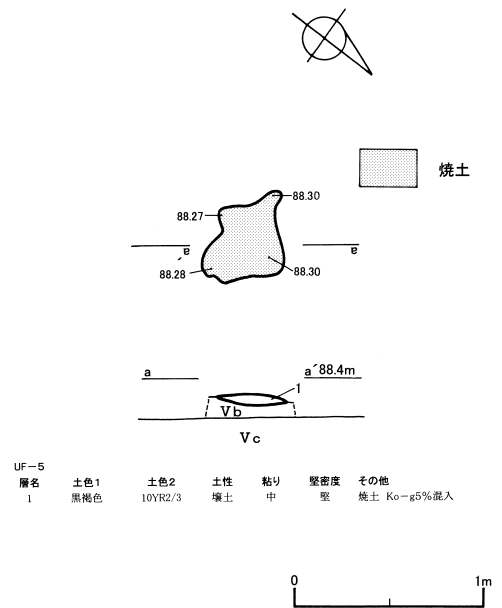 焼土
88.30
88.27
a´ a
88.28 88.30
a a´88.4m
1
Ⅴb
Ⅴc
UF-5
層名 土色1 土色2 土性 粘り 堅密度 その他
1 黒褐色 10YR2/3 壌土 中 堅 焼土 Ko-g5%混入
0 1m